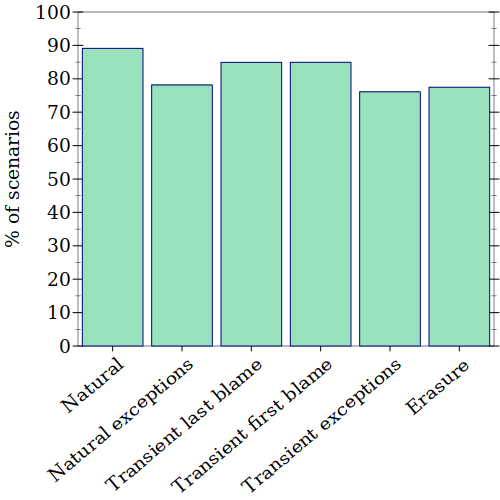 % of scenarios
100
90
80
70
60
50
40
30
20
10
0
Natural
Natural exceptions
Transient last blame
Transient first blame
Transient exceptions
Erasure